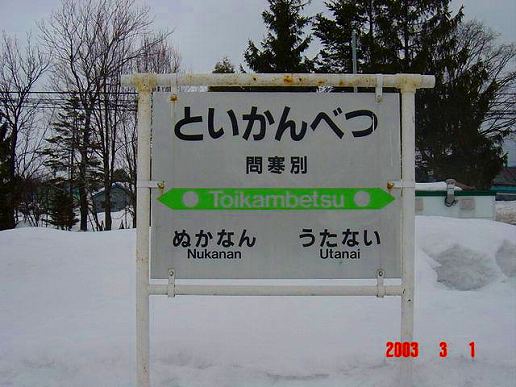 といかんべつ
問寒別
Toikambetsu
ぬかなん うたない
Nukanan Utanai
2003 3 1